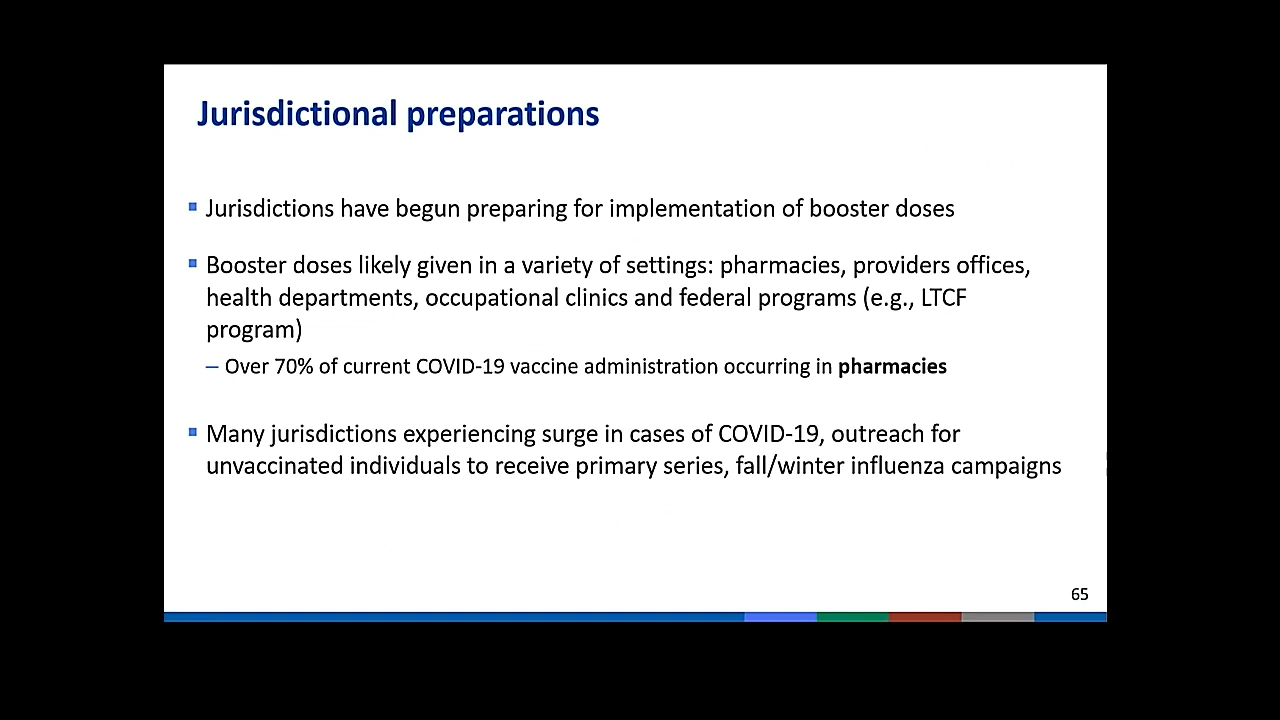 Jurisdictional preparations
▪ Jurisdictions have begun preparing for implementation of booster doses
▪ Booster doses likely given in a variety of settings: pharmacies, providers offices,
health departments, occupational clinics and federal programs (e.g., LTCF
program)
– Over 70% of current COVID-19 vaccine administration occurring in pharmacies
▪ Many jurisdictions experiencing surge in cases of COVID-19, outreach for
unvaccinated individuals to receive primary series, fall/winter influenza campaigns
65